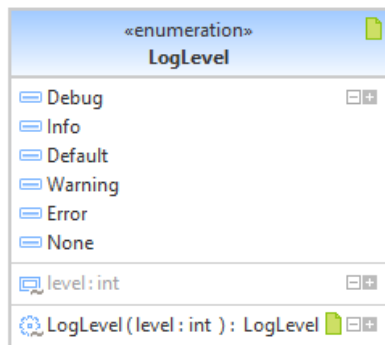 «enumeration»
LogLevel
Debug
Info
Default
Warning
Error
None
level : int
LogLevel ( level : int ) : LogLevel